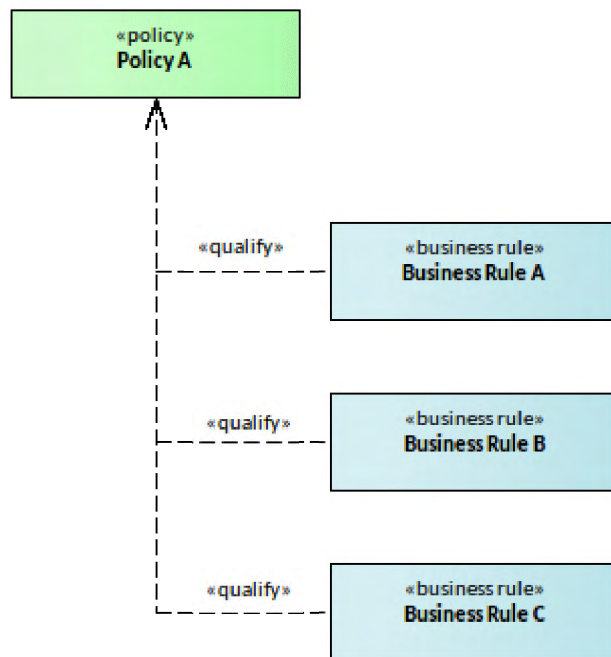 «policy»
Policy A
«qualify»
«business rule»
Business Rule A
«qualify»
«business rule»
Business Rule B
«qualify»
«business rule»
Business Rule C